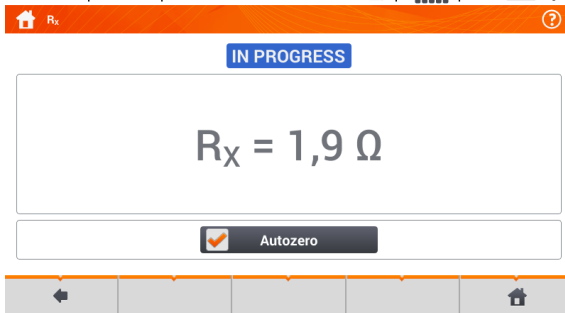 Rx
IN PROGRESS
Rx = 1,9 Ω
Autozero